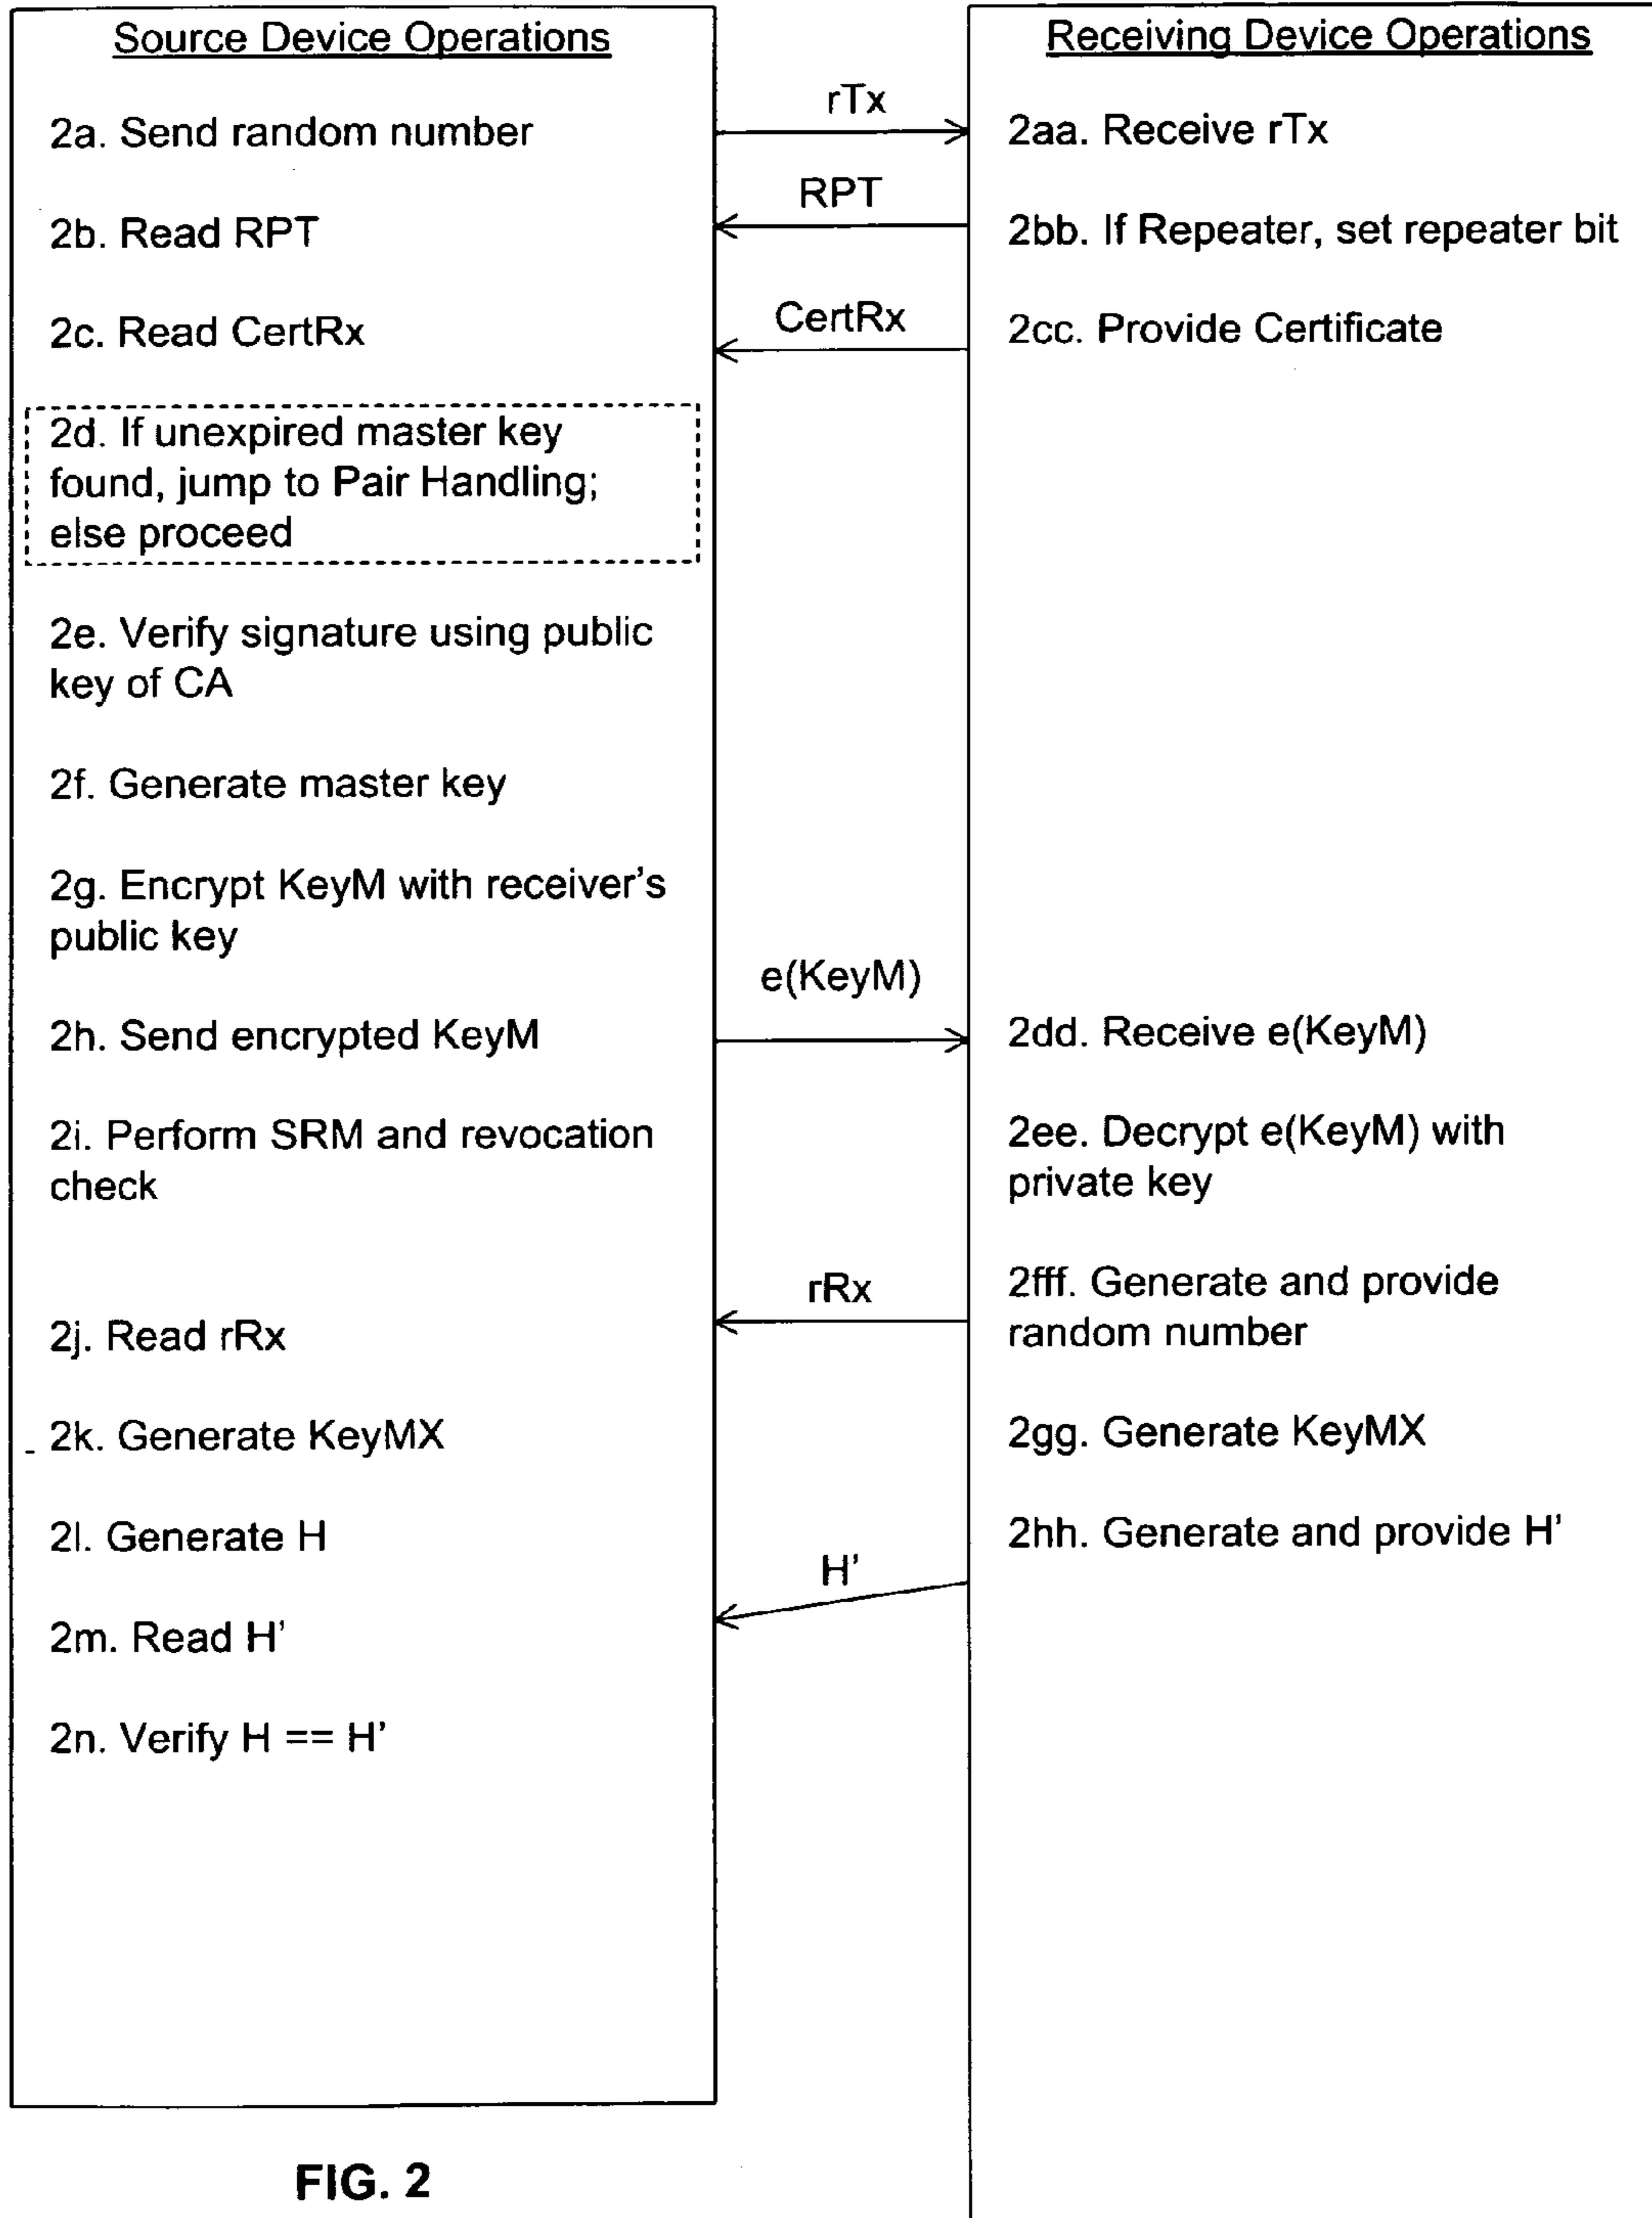 Source Device Operations
2a. Send random number
2b. Read RPT
2c. Read CertRx
2d. If unexpired master key
found, jump to Pair Handling;
else proceed
2e. Verify signature using public
key of CA
2f. Generate master key
2g. Encrypt KeyM with receiver's
public key
2h. Send encrypted KeyM
2i. Perform SRM and revocation
check
2j. Read rRx
2k. Generate KeyMX
2l. Generate H
2m. Read H'
2n. Verify H == H'
rTx
RPT
CertRx
e(KeyM)
rRx
H'
Receiving Device Operations
2aa. Receive rTx
2bb. If Repeater, set repeater bit
2cc. Provide Certificate
2dd. Receive e(KeyM)
2ee. Decrypt e(KeyM) with
private key
2fff. Generate and provide
random number
2gg. Generate KeyMX
2hh. Generate and provide H'
FIG. 2